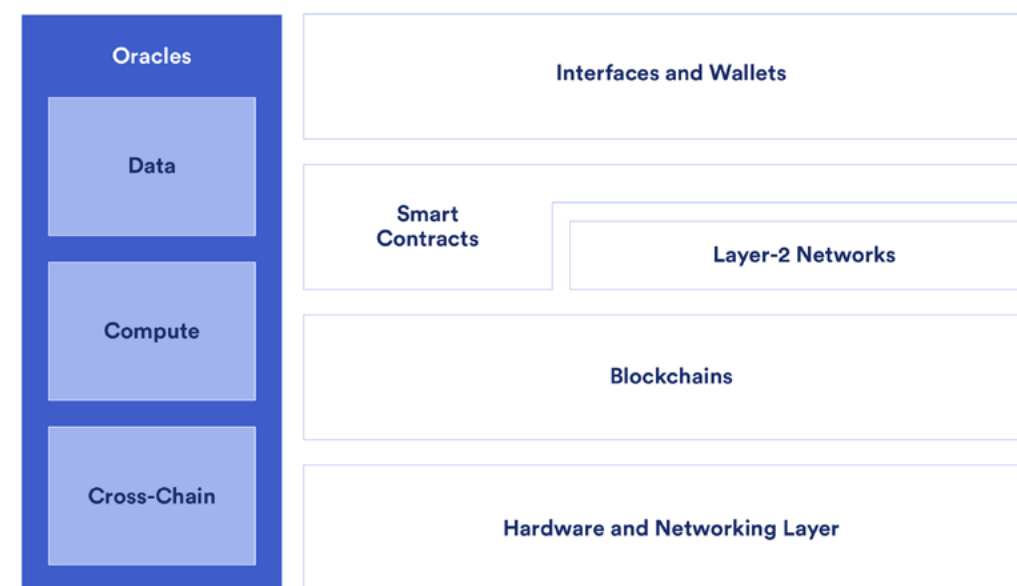 Oracles
Data
Compute
Cross-Chain
Interfaces and Wallets
Smart
Contracts
Layer-2 Networks
Blockchains
Hardware and Networking Layer